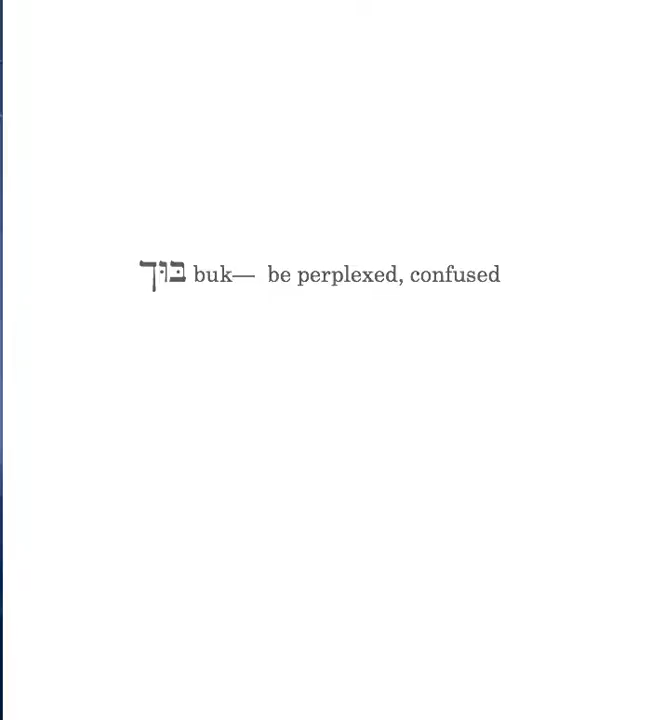 בּוּך buk— be perplexed, confused